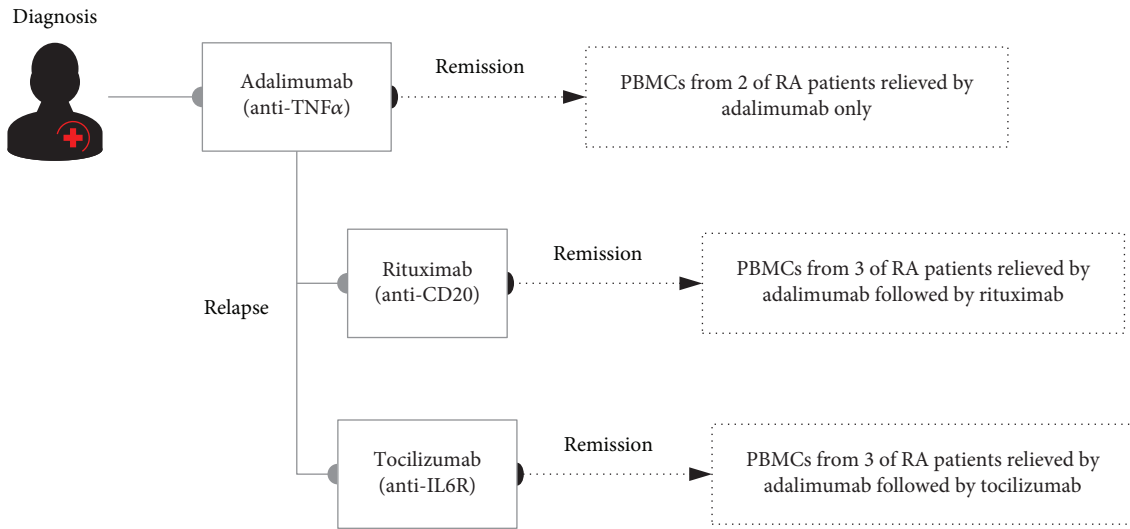 Diagnosis
Adalimumab
(anti-TNFα)
Remission
PBMCs from 2 of RA patients relieved by
adalimumab only
Relapse
Rituximab
(anti-CD20)
Remission
PBMCs from 3 of RA patients relieved by
adalimumab followed by rituximab
Tocilizumab
(anti-IL6R)
Remission
PBMCs from 3 of RA patients relieved by
adalimumab followed by tocilizumab